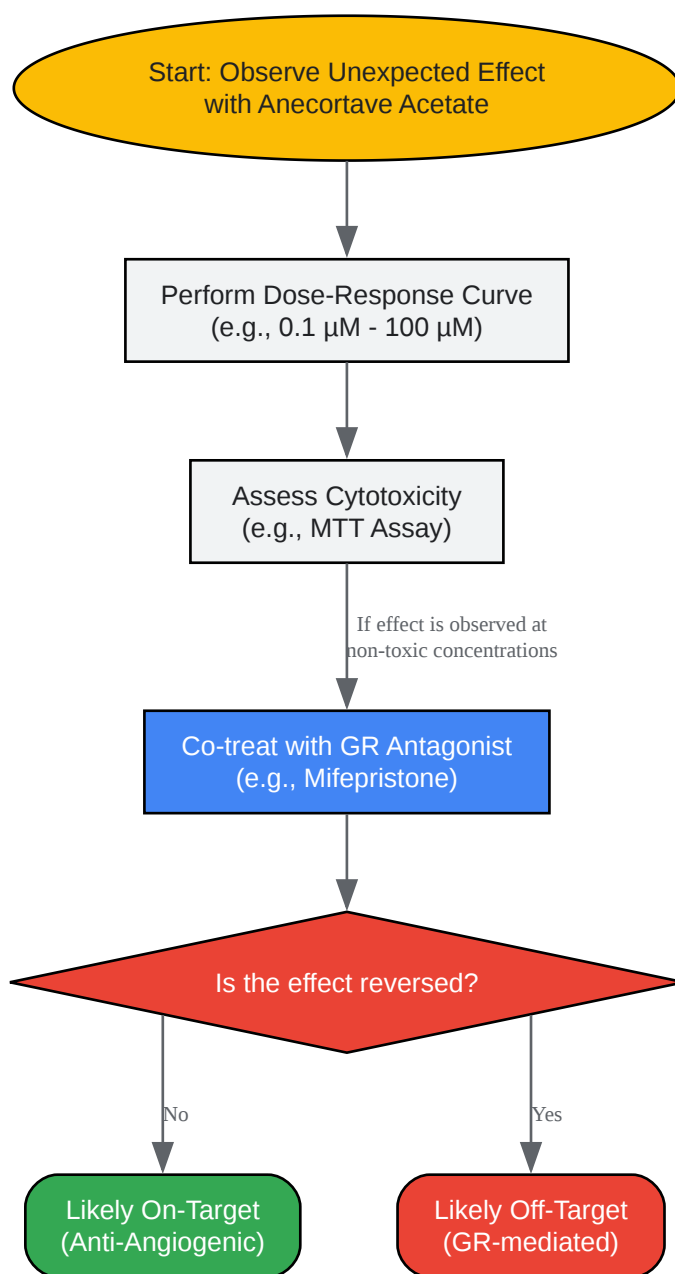 Start: Observe Unexpected Effect
with Anecortave Acetate
Perform Dose-Response Curve
(e.g., 0.1 µM - 100 µM)
Assess Cytotoxicity
(e.g., MTT Assay)
If effect is observed at
non-toxic concentrations
Co-treat with GR Antagonist
(e.g., Mifepristone)
Is the effect reversed?
No
Yes
Likely On-Target
(Anti-Angiogenic)
Likely Off-Target
(GR-mediated)